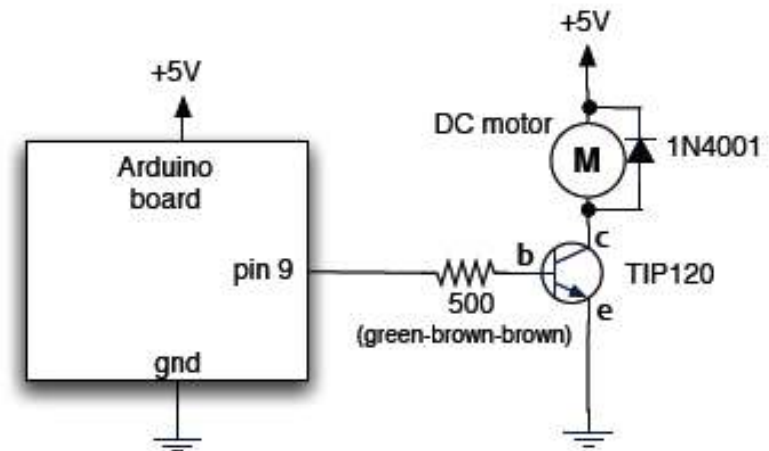 +5V
Arduino
board
pin 9
gnd
500
(green-brown-brown)
+5V
DC motor
M
1N4001
b
c
TIP120
e